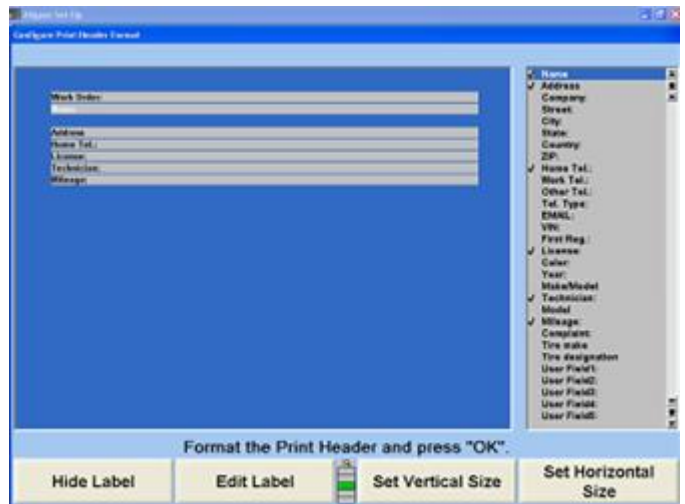 Configure Print Header Format
Work Order:
Name
Address
Home Tel.:
License:
Technician:
Mileage:
Name
Address
Company:
Street:
City:
State:
Country:
ZIP:
Home Tel.:
Work Tel.:
Other Tel.:
Tel. Type:
EMAIL:
VIN:
First Reg.:
License:
Color:
Year:
Make/Model
Technician:
Model
Mileage:
Complaint:
Tire make
Tire designation
User Field1:
User Field2:
User Field3:
User Field4:
User Field5:
Format the Print Header and press "OK".
Hide Label
Edit Label
Set Vertical Size
Set Horizontal
Size